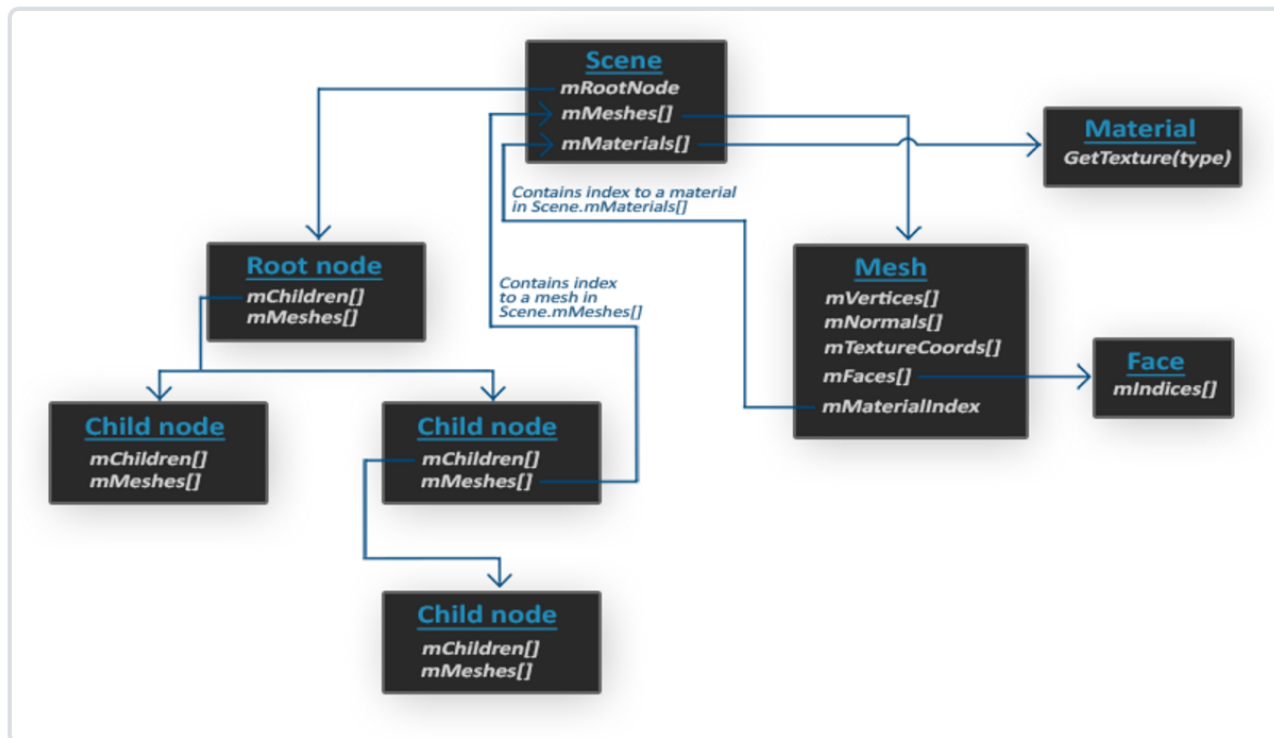 Scene
mRootNode
mMeshes[]
mMaterials[]
Material
GetTexture(type)
Contains index to a material
in Scene.mMaterials[]
Root node
mChildren[]
mMeshes[]
Contains index
to a mesh in
Scene.mMeshes[]
Mesh
mVertices[]
mNormals[]
mTextureCoords[]
mFaces[]
mMaterialIndex
Face
mIndices[]
Child node
mChildren[]
mMeshes[]
Child node
mChildren[]
mMeshes[]
Child node
mChildren[]
mMeshes[]